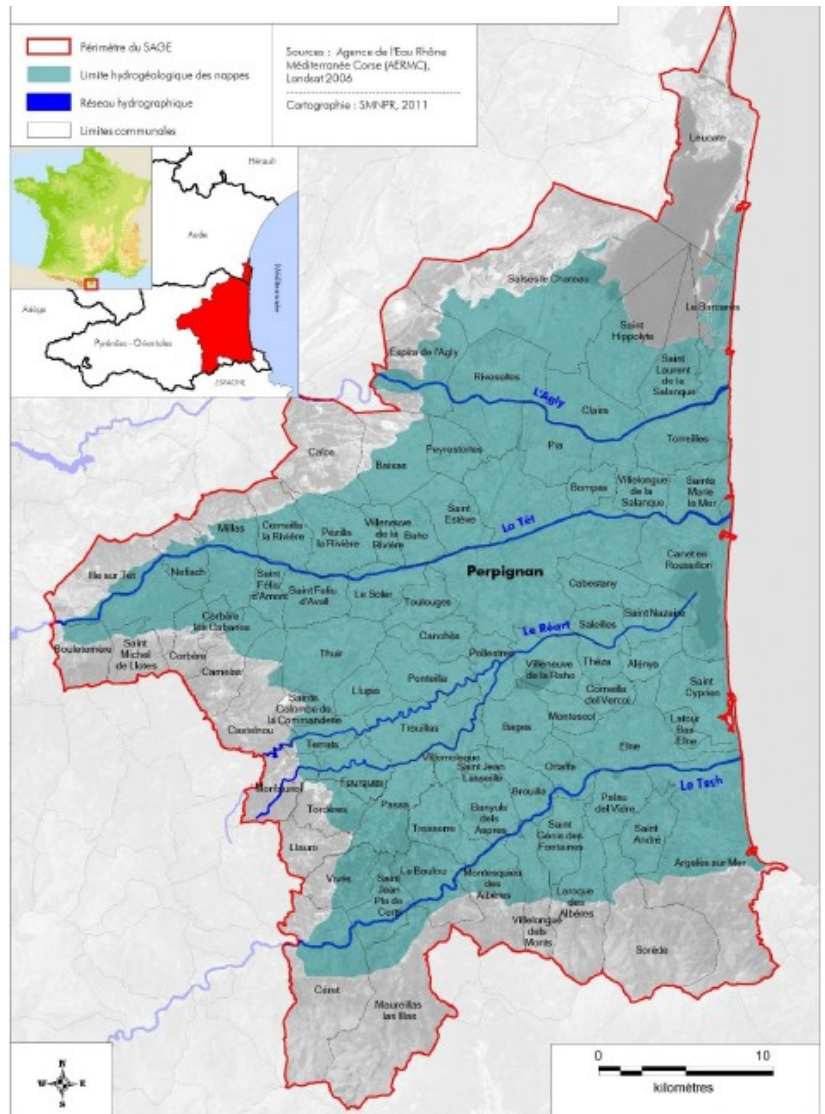 Périmètre du SAGE
Limite hydrogéologique des nappes
Réseau hydrographique
Limites communales
Sources : Agence de l'Eau Rhône
Méditerranée Corse (AERMC),
Landsat 2006
Cartographie : SMNPR, 2011
Hérault
Aude
Ariège
Pyrénées - Orientales
Méditerranée
ESPAGNE
Leucate
Salses le Chateau
Le Barcarès
Saint
Hippolyte
Espira de l'Agly
Rivesaltes
Saint
Laurent
de la
Salanque
L'Agly
Claira
Calce
Baixas
Peyrestortes
Pia
Torreilles
Bompas
Villelongue
de la
Salanque
Sainte
Marie
la Mer
Millas
Corneilla
la Rivière
Pézilla
la Rivière
Villeneuve
de la
Rivière
Baho
Saint
Estève
La Têt
Ille sur Têt
Nefiach
Saint
Féliu
d'Amont
Saint Feliu
d'Avall
Le Soler
Toulouges
Perpignan
Canet en
Roussillon
Cabestany
Bouleternère
Saint
Michel
de Llotes
Corbère
Corbère
les Cabanes
Camelas
Castelnou
Thuir
Canohès
Le Réart
Saleilles
Saint Nazaire
Pollestres
Villeneuve
de la Raho
Théza
Alénya
Ponteilla
Llupia
Sainte
Colombe de
la Commanderie
Corneilla
del Vercol
Saint
Cyprien
Terrats
Trouillas
Bages
Montescot
Latour
Bas
Elne
Elne
Villemolaque
Saint Jean
Lasseille
Ortaffa
Le Tech
Montauriol
Fourques
Passa
Brouilla
Banyuls
dels
Aspres
Palau
del Vidre
Tordères
Tresserre
Saint
Génis des
Fontaines
Saint
André
Llauro
Vivès
Saint
Jean
Pla de
Corts
Le Boulou
Montesquieu
des
Albères
Laroque
des
Albères
Argelès sur Mer
Villelongue
dels
Monts
Sorède
Céret
Maureillas
las Illas
N
W
E
S
0
10
kilomètres